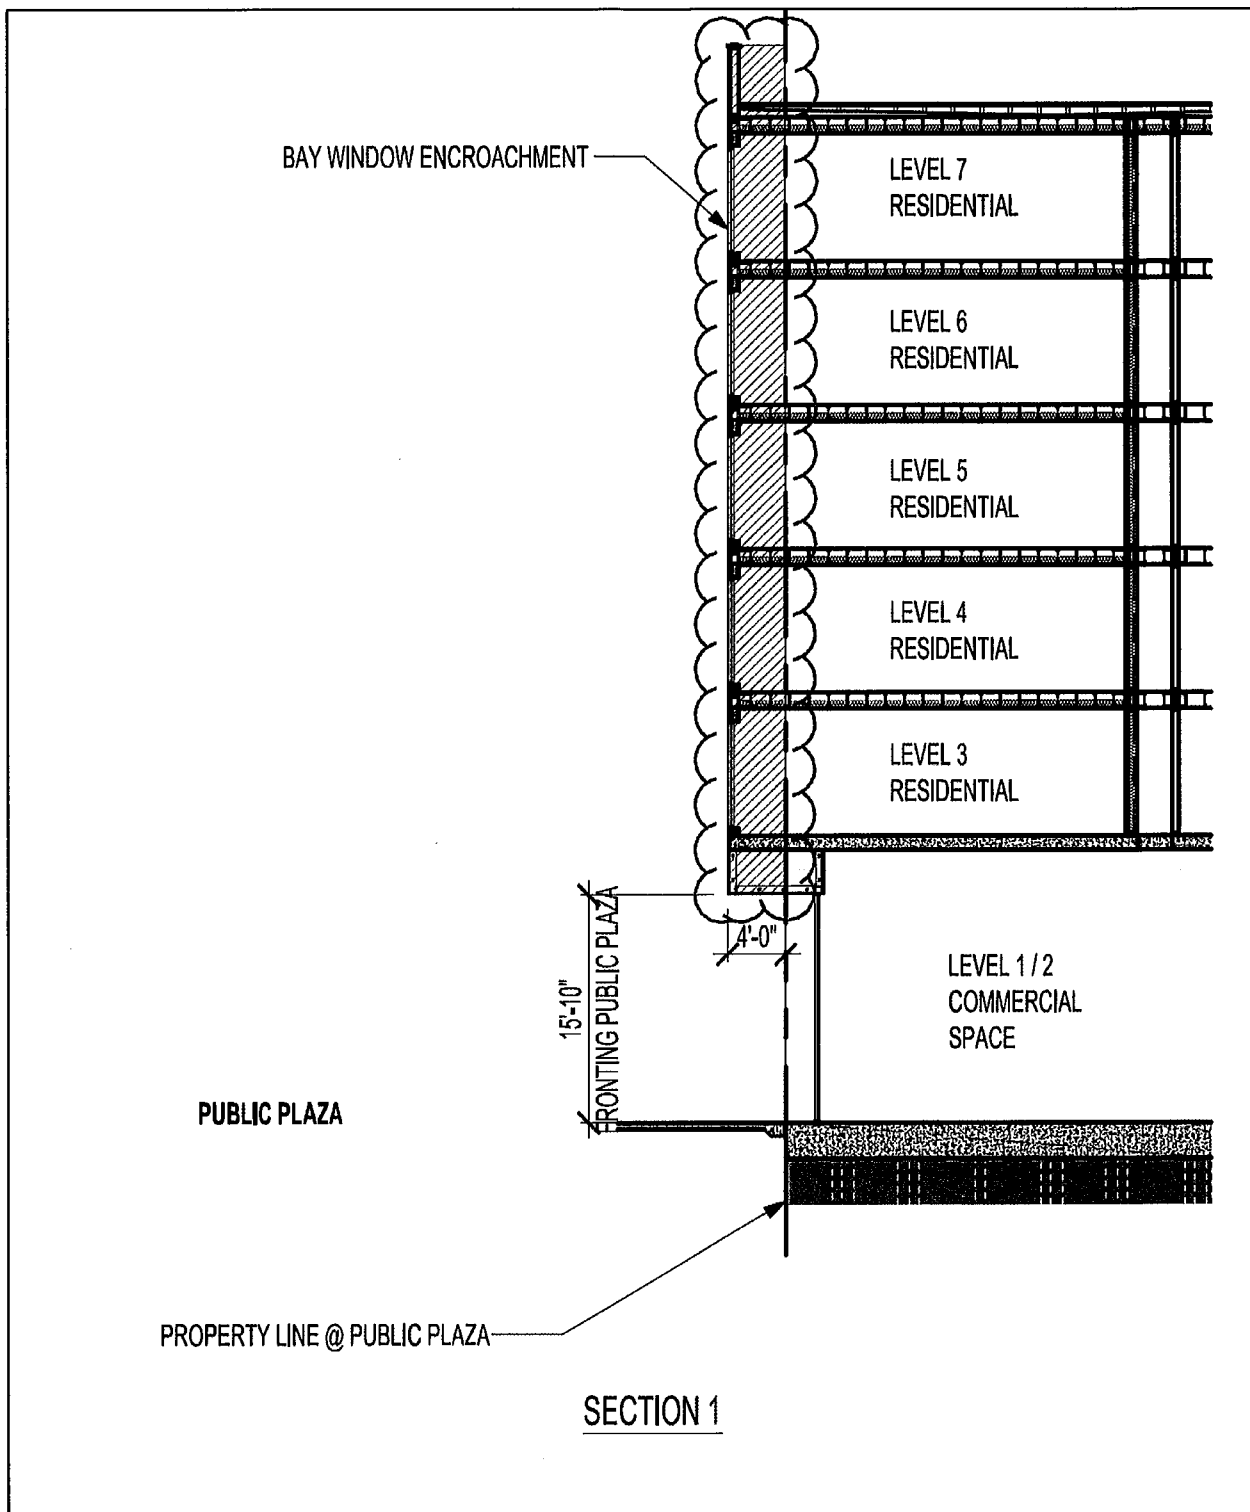 BAY WINDOW ENCROACHMENT
LEVEL 7
RESIDENTIAL
LEVEL 6
RESIDENTIAL
LEVEL 5
RESIDENTIAL
LEVEL 4
RESIDENTIAL
LEVEL 3
RESIDENTIAL
4'-0"
15'-10"
FRONTING PUBLIC PLAZA
LEVEL 1 / 2
COMMERCIAL
SPACE
PUBLIC PLAZA
PROPERTY LINE @ PUBLIC PLAZA
SECTION 1